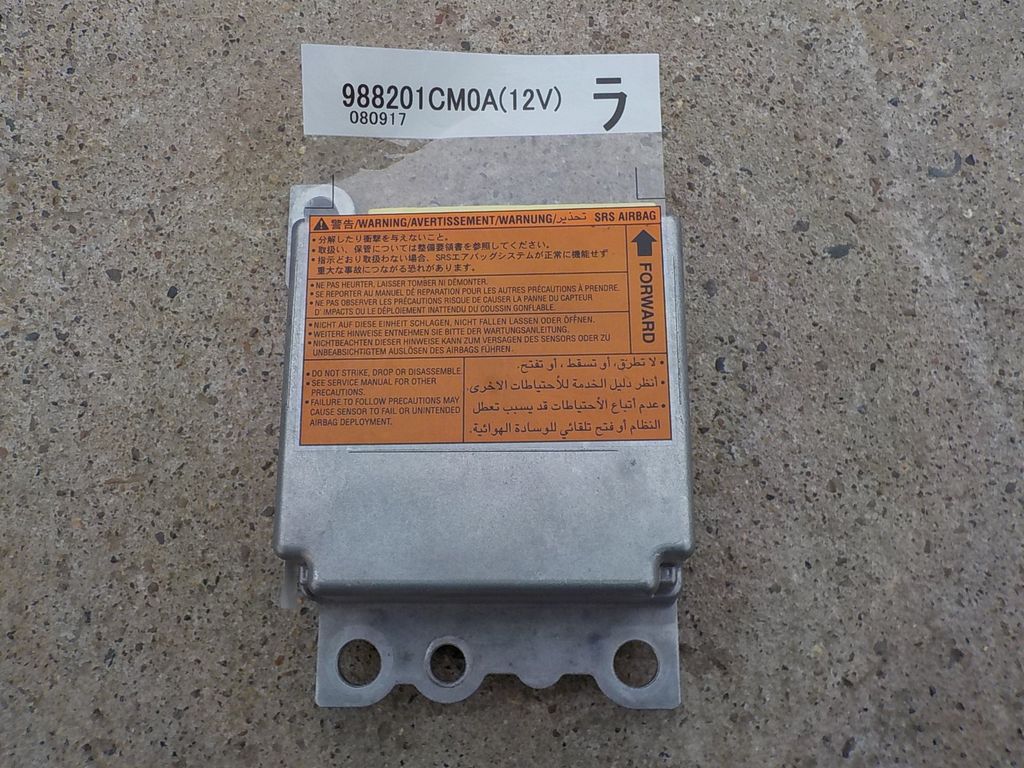 988201CM0A(12V) ラ
080917
警告/WARNING/AVERTISSEMENT/WARNUNG/تحذير SRS AIRBAG
・分解したり衝撃を与えないこと。
・取扱い、保管については整備要領書を参照してください。
・指示どおり取扱わない場合、SRSエアバッグシステムが正常に機能せず
重大な事故につながる恐れがあります。
FORWARD
• NE PAS HEURTER, LAISSER TOMBER NI DÉMONTER.
• SE REPORTER AU MANUEL DE RÉPARATION POUR LES AUTRES PRÉCAUTIONS À PRENDRE.
• NE PAS OBSERVER LES PRÉCAUTIONS RISQUE DE CAUSER LA PANNE DU CAPTEUR
D'IMPACTS OU LE DÉPLOIEMENT INATTENDU DU COUSSIN GONFLABLE.
• NICHT AUF DIESE EINHEIT SCHLAGEN, NICHT FALLEN LASSEN ODER ÖFFNEN.
• WEITERE HINWEISE ENTNEHMEN SIE BITTE DER WARTUNGSANLEITUNG.
• NICHTBEACHTEN DIESER HINWEISE KANN ZUM VERSAGEN DES SENSORS ODER ZU
UNBEABSICHTIGTEM AUSLÖSEN DES AIRBAGS FÜHREN.
• DO NOT STRIKE, DROP OR DISASSEMBLE.
• SEE SERVICE MANUAL FOR OTHER
PRECAUTIONS.
• FAILURE TO FOLLOW PRECAUTIONS MAY
CAUSE SENSOR TO FAIL OR UNINTENDED
AIRBAG DEPLOYMENT.
• لا تطرق، أو تسقط ، أو تفتح.
• أنظر دليل الخدمة للأحتياطات الاخرى.
• عدم أتباع الأحتياطات قد يسبب تعطل
النظام أو فتح تلقائي للوسادة الهوائية.